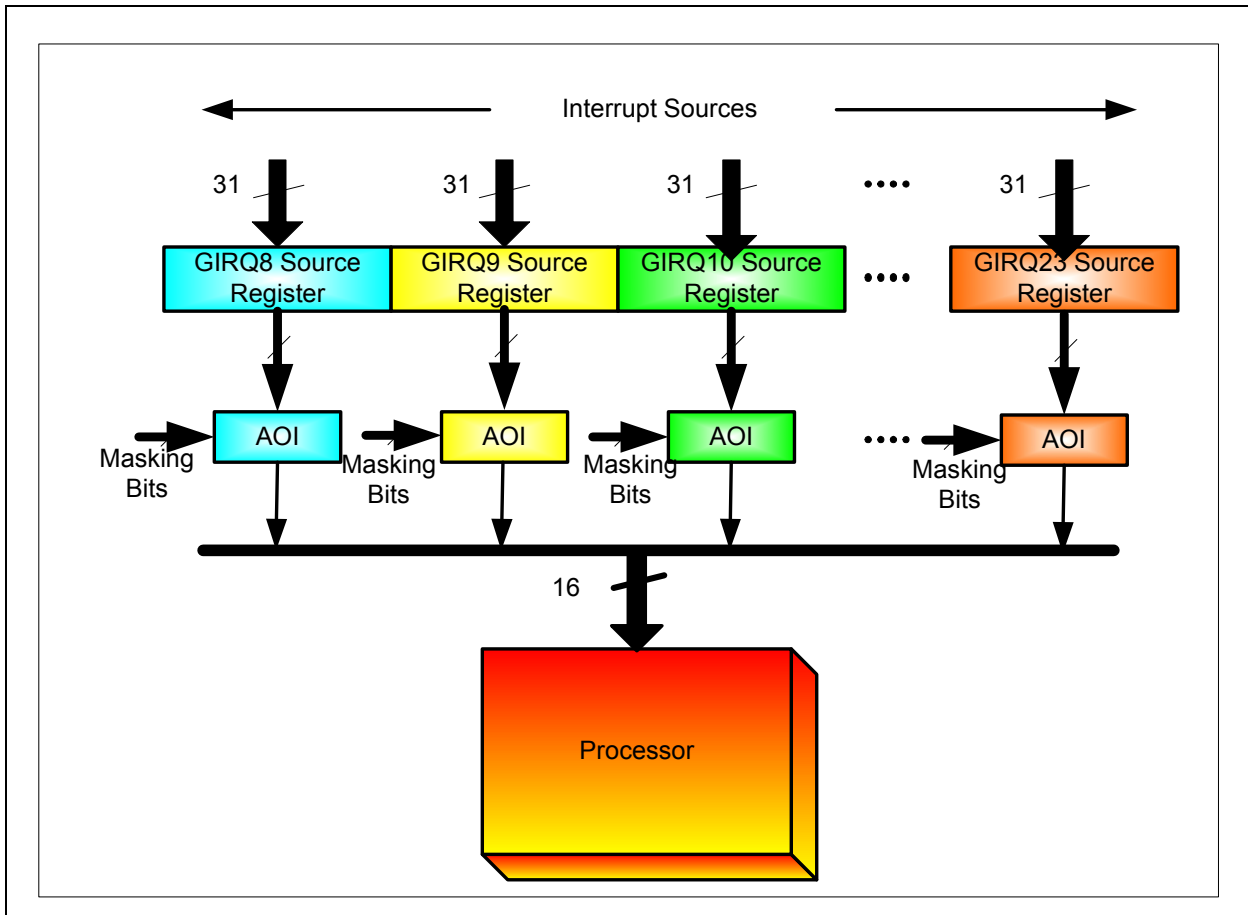 Interrupt Sources
31 31 31 31
GIRQ8 Source Register
GIRQ9 Source Register
GIRQ10 Source Register
GIRQ23 Source Register
AOI AOI AOI AOI
Masking Bits
Masking Bits
Masking Bits
Masking Bits
16
Processor